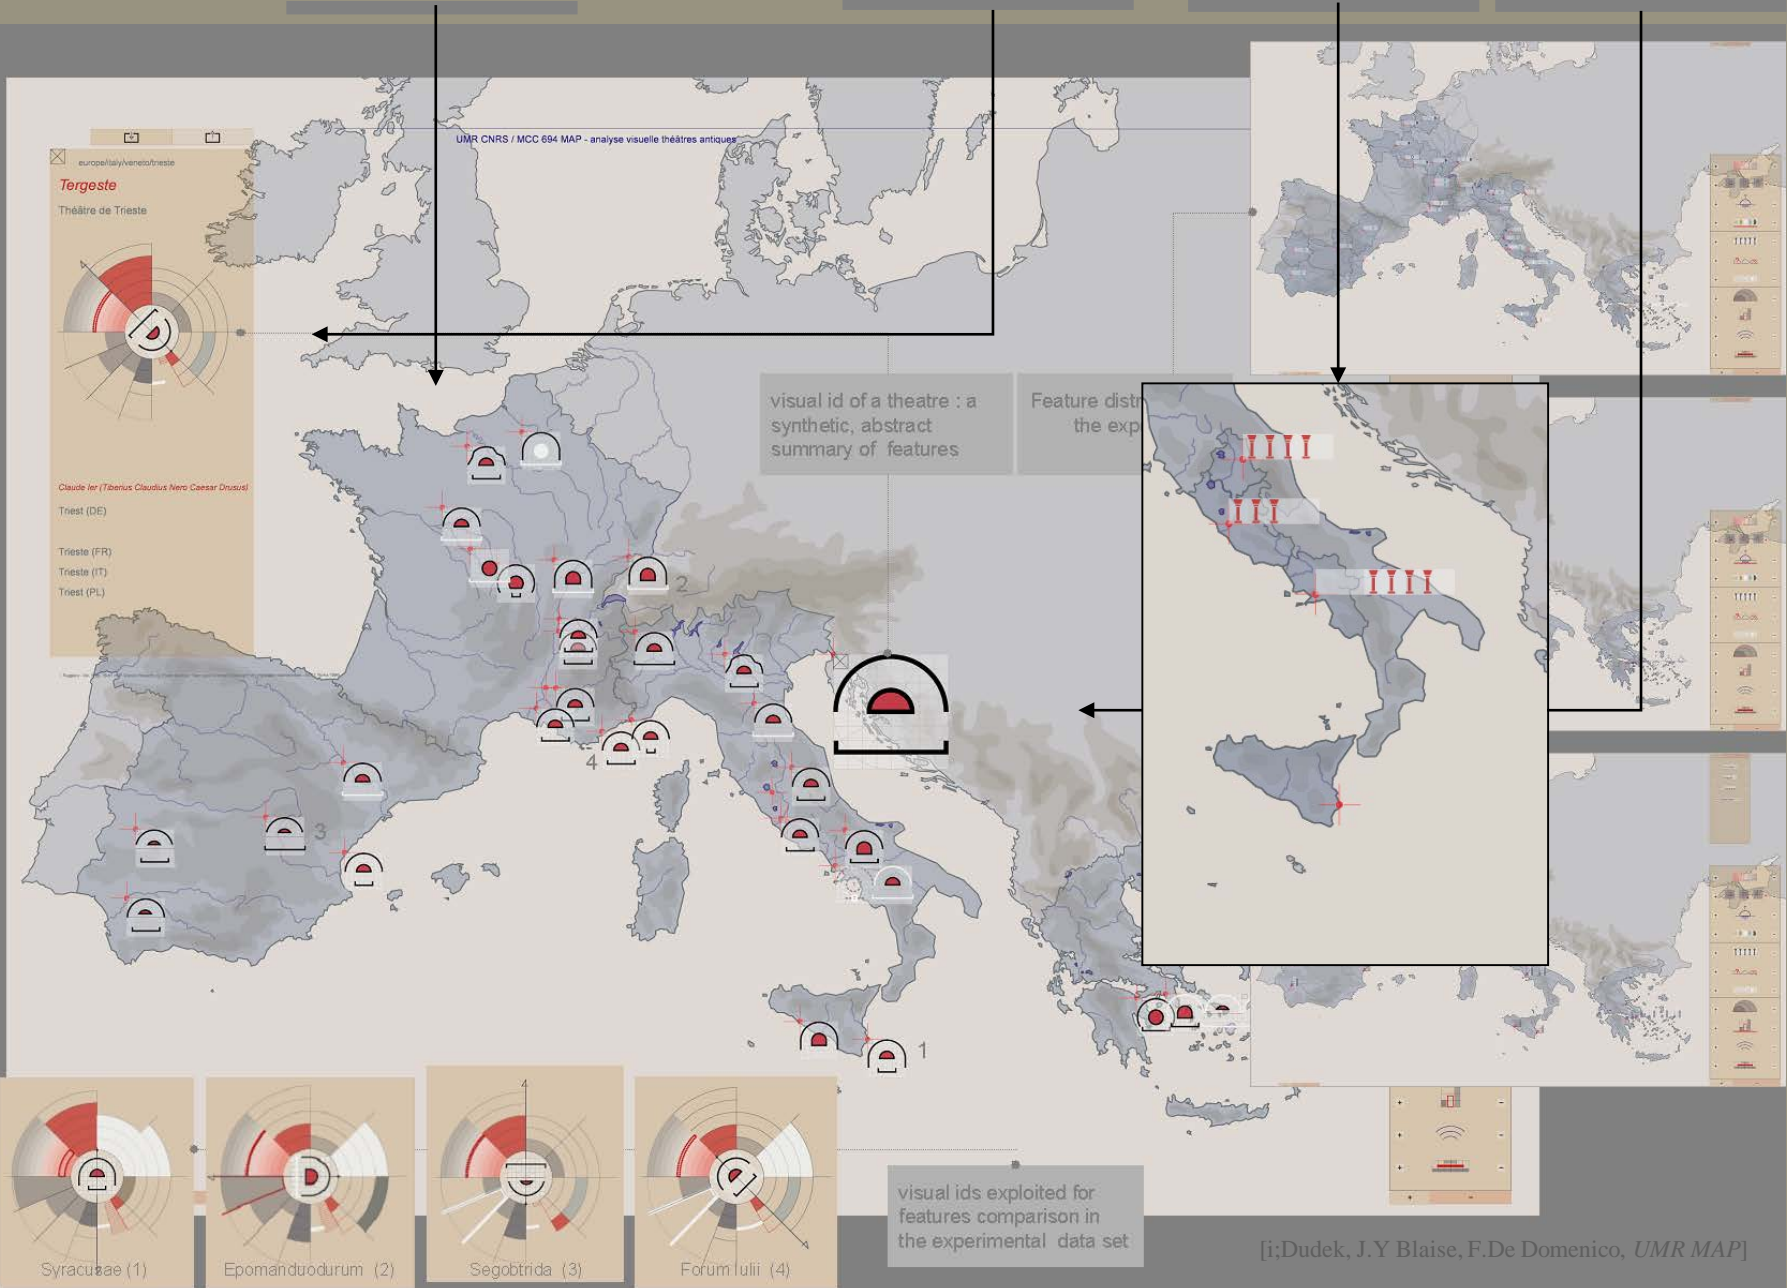 UMR CNRS / MCC 694 MAP - analyse visuelle théâtres antiques
europe/italy/veneto/trieste
Tergeste
Théâtre de Trieste
Claude Ier (Tiberius Claudius Nero Caesar Drusus)
Triest (DE)
Trieste (FR)
Trieste (IT)
Triest (PL)
visual id of a theatre : a
synthetic, abstract
summary of features
Feature distr
the exp
2
3
4
1
Syracusae (1)
Epomanduodurum (2)
Segobtrida (3)
Forum Iulii (4)
visual ids exploited for
features comparison in
the experimental data set
[i;Dudek, J.Y Blaise, F.De Domenico, UMR MAP]